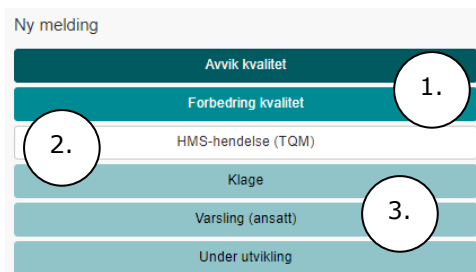 Ny melding
Avvik kvalitet
1.
Forbedring kvalitet
2.
HMS-hendelse (TQM)
Klage
Varsling (ansatt)
3.
Under utvikling